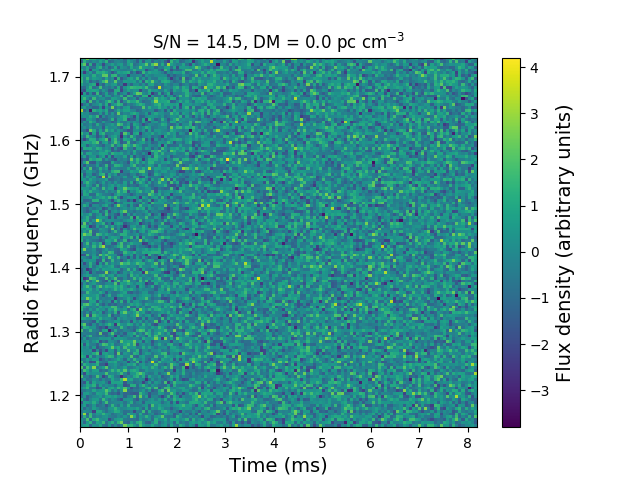 S/N = 14.5, DM = 0.0 pc cm⁻³
Radio frequency (GHz)
1.7
1.6
1.5
1.4
1.3
1.2
0 1 2 3 4 5 6 7 8
Time (ms)
4
3
2
1
0
−1
−2
−3
Flux density (arbitrary units)